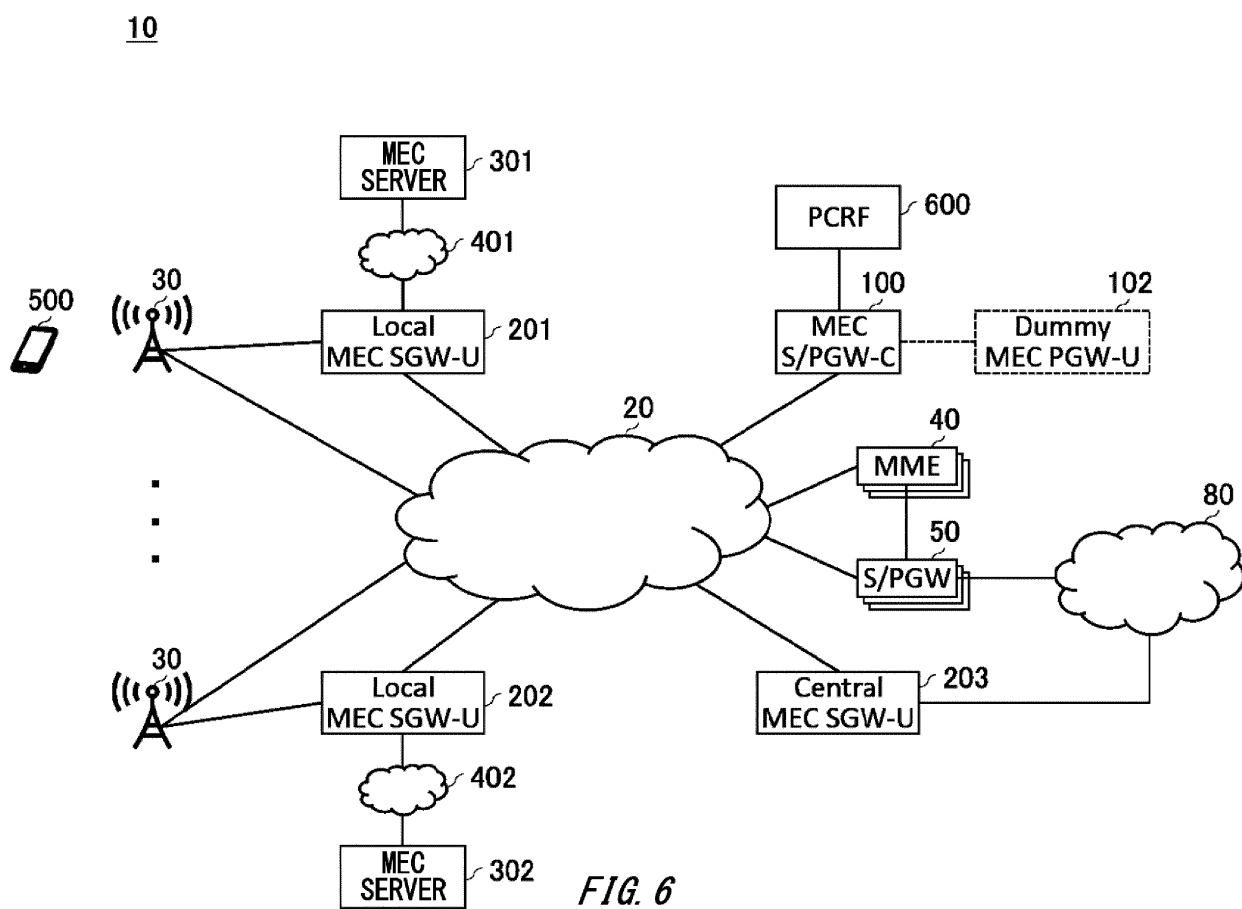 10
MEC
SERVER
301
401
PCRF
600
500
30
Local
MEC SGW-U
201
100
MEC
S/PGW-C
102
Dummy
MEC PGW-U
20
40
MME
50
S/PGW
80
30
Local
MEC SGW-U
202
Central
MEC SGW-U
203
402
MEC
SERVER
302
FIG. 6